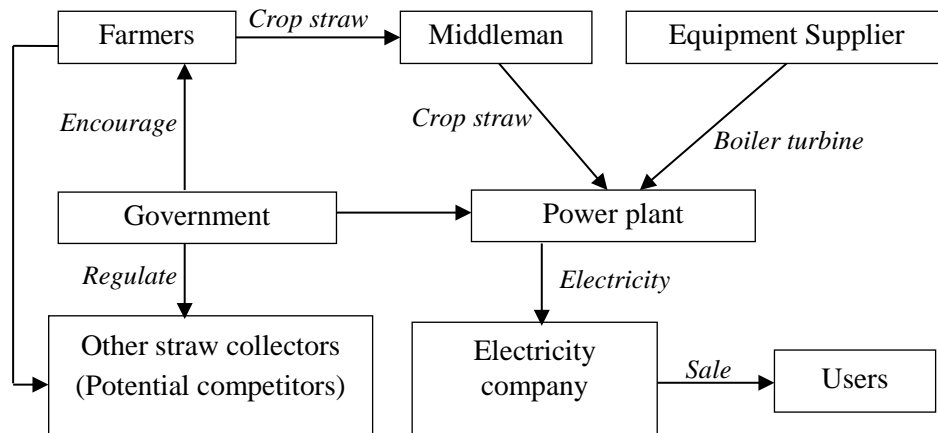 Farmers
Crop straw
Middleman
Equipment Supplier
Encourage
Crop straw
Boiler turbine
Government
Power plant
Regulate
Electricity
Other straw collectors
(Potential competitors)
Electricity
company
Sale
Users